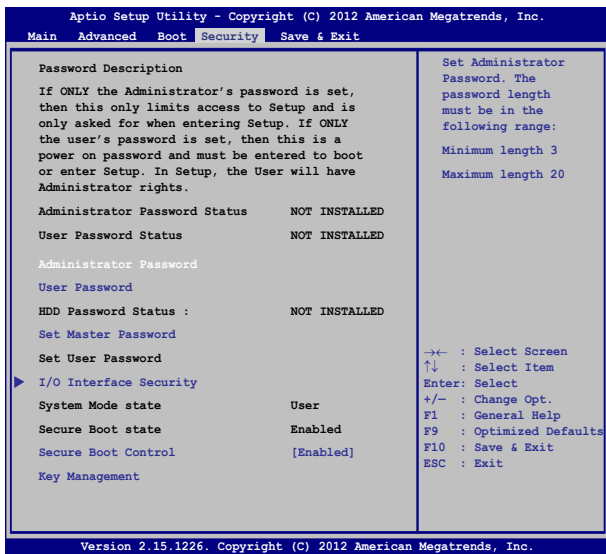 Aptio Setup Utility - Copyright (C) 2012 American Megatrends, Inc.
Main Advanced Boot Security Save & Exit
Password Description
If ONLY the Administrator's password is set,
then this only limits access to Setup and is
only asked for when entering Setup. If ONLY
the user's password is set, then this is a
power on password and must be entered to boot
or enter Setup. In Setup, the User will have
Administrator rights.
Administrator Password Status NOT INSTALLED
User Password Status NOT INSTALLED
Administrator Password
User Password
HDD Password Status : NOT INSTALLED
Set Master Password
Set User Password
I/O Interface Security
System Mode state User
Secure Boot state Enabled
Secure Boot Control [Enabled]
Key Management
Set Administrator
Password. The
password length
must be in the
following range:
Minimum length 3
Maximum length 20
→← : Select Screen
↑↓ : Select Item
Enter: Select
+/— : Change Opt.
F1 : General Help
F9 : Optimized Defaults
F10 : Save & Exit
ESC : Exit
Version 2.15.1226. Copyright (C) 2012 American Megatrends, Inc.